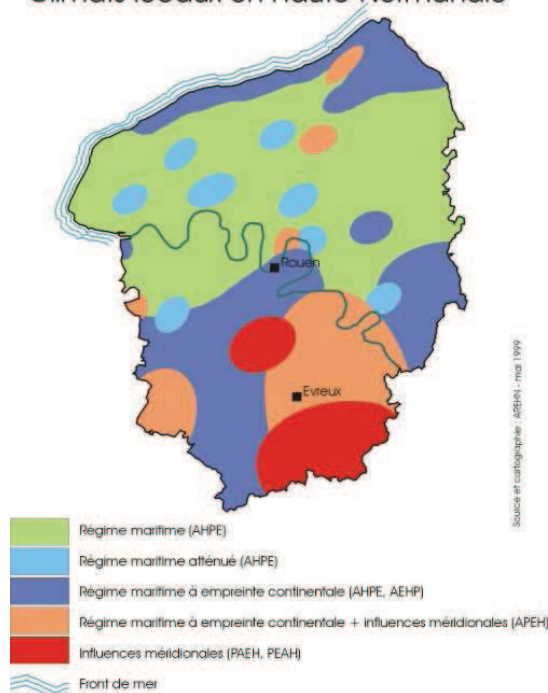 Climats locaux en Haute-Normandie
Rouen
Evreux
Source et cartographie : AREHN - mai 1999
Régime maritime (AHPE)
Régime maritime atténué (AHPE)
Régime maritime à empreinte continentale (AHPE, AEHP)
Régime maritime à empreinte continentale + influences méridionales (APEH)
Influences méridionales (PAEH, PEAH)
Front de mer